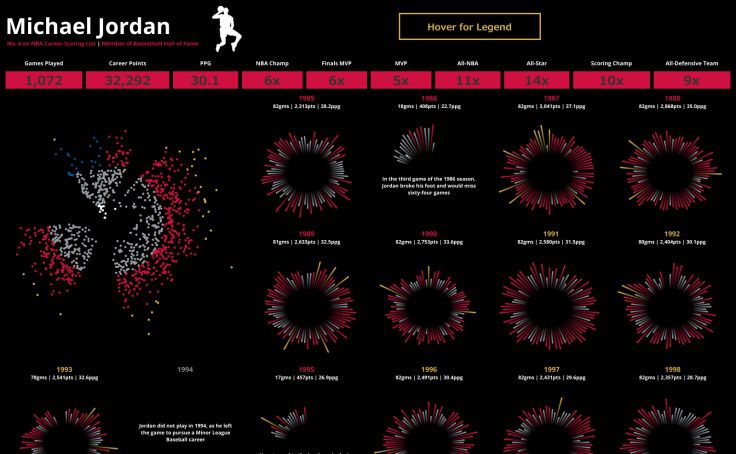 Michael Jordan
No. 4 on NBA Career Scoring List | Member of Basketball Hall of Fame
Hover for Legend
Games Played Career Points PPG NBA Champ Finals MVP MVP All-NBA All-Star Scoring Champ All-Defensive Team
1,072 32,292 30.1 6x 6x 5x 11x 14x 10x 9x
1985 1986 1987 1988
82gms | 2,313pts | 28.2ppg 18gms | 408pts | 22.7ppg 82gms | 3,041pts | 37.1ppg 82gms | 2,868pts | 35.0ppg
In the third game of the 1986 season,
Jordan broke his foot and would miss
sixty-four games
1989 1990 1991 1992
81gms | 2,633pts | 32.5ppg 82gms | 2,753pts | 33.6ppg 82gms | 2,580pts | 31.5ppg 80gms | 2,404pts | 30.1ppg
1993 1994 1995 1996 1997 1998
78gms | 2,541pts | 32.6ppg 17gms | 457pts | 26.9ppg 82gms | 2,491pts | 30.4ppg 82gms | 2,431pts | 29.6ppg 82gms | 2,357pts | 28.7ppg
Jordan did not play in 1994, as he left
the game to pursue a Minor League
Baseball career